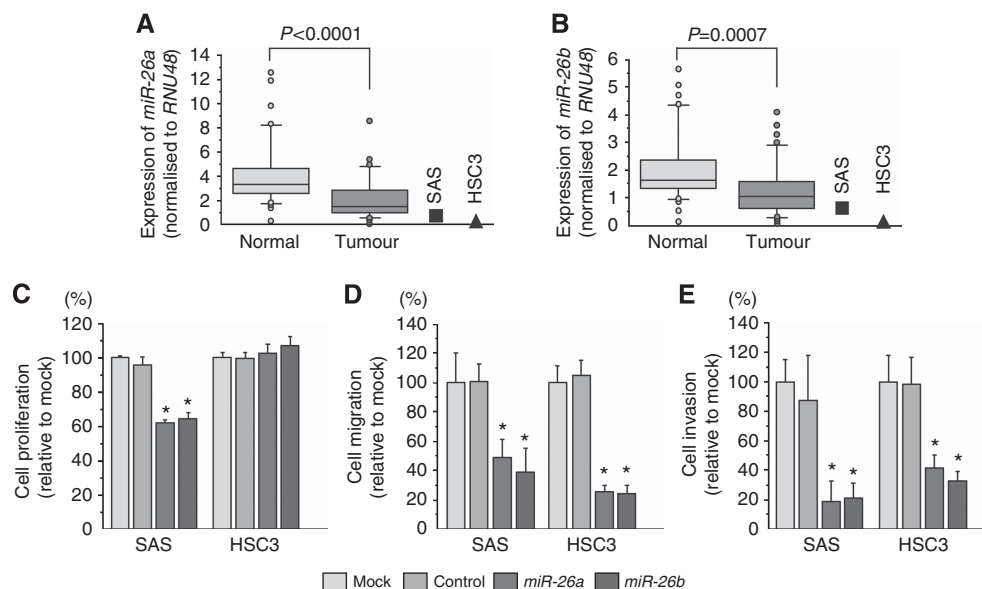 A
P<0.0001
Expression of miR-26a
(normalised to RNU48)
14
12
10
8
6
4
2
0
SAS
HSC3
Normal
Tumour
B
P=0.0007
Expression of miR-26b
(normalised to RNU48)
6
5
4
3
2
1
0
SAS
HSC3
Normal
Tumour
C
(%)
Cell proliferation
(relative to mock)
120
100
80
60
40
20
0
* *
SAS
HSC3
D
(%)
Cell migration
(relative to mock)
140
120
100
80
60
40
20
0
* *
* *
SAS
HSC3
E
(%)
Cell invasion
(relative to mock)
140
120
100
80
60
40
20
0
* *
* *
SAS
HSC3
Mock Control miR-26a miR-26b